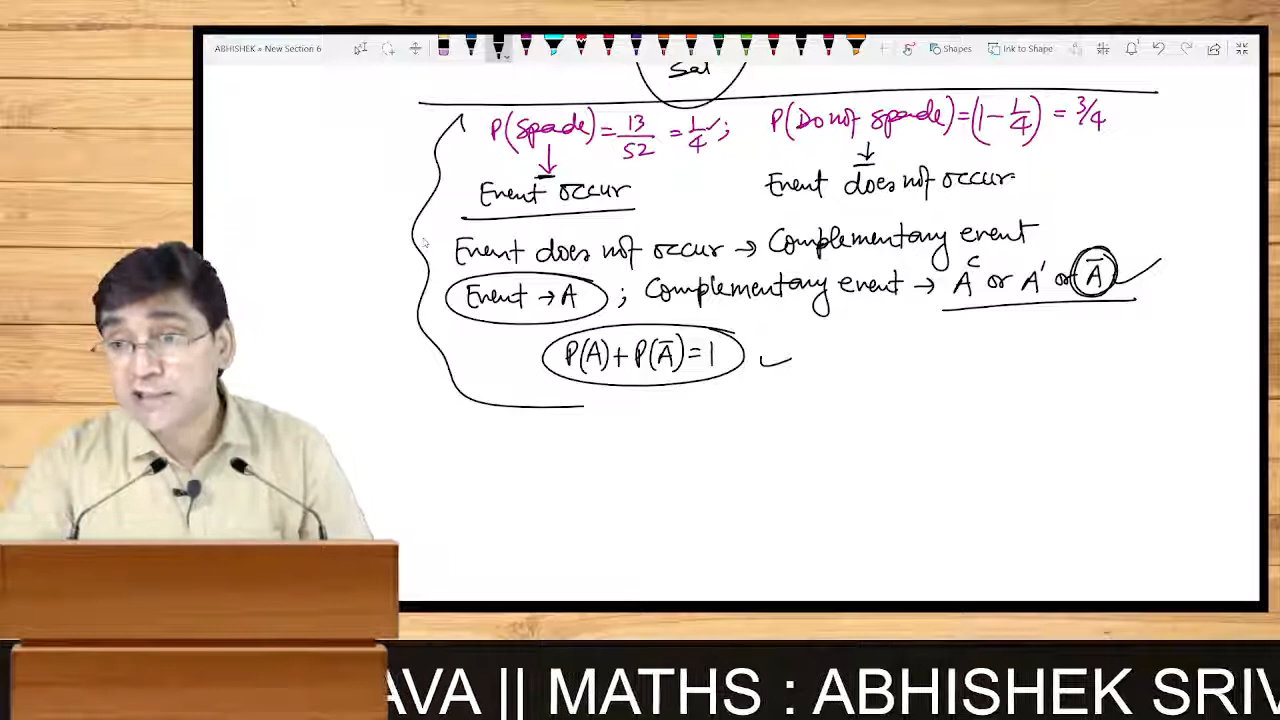 ABHISHEK » New Section 6
Shapes
Ink to Shape
Sat
P(spade) = 13/52 = 1/4 ✓; P(Do not spade) = (1 - 1/4) = 3/4
↓ ↓
Event occur Event does not occur
Event does not occur → Complementary event
Event → A ; Complementary event → Aᶜ or A' or Ā ✓
P(A) + P(Ā) = 1 ✓
AVA || MATHS : ABHISHEK SRIV